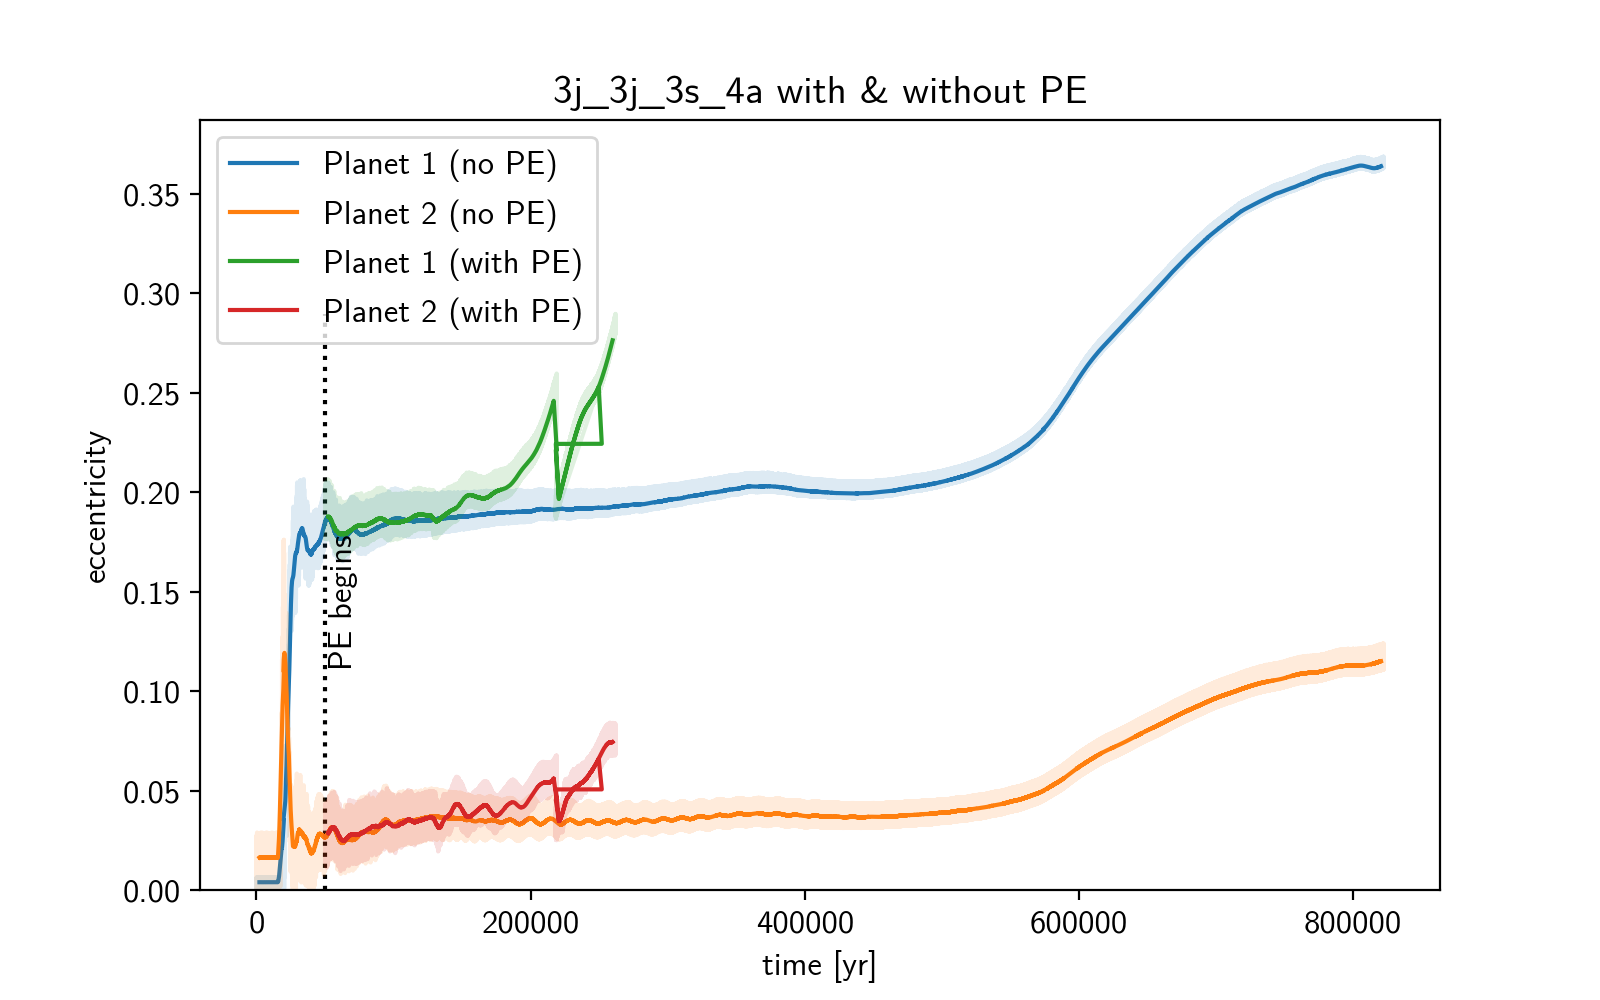 3j_3j_3s_4a with & without PE
Planet 1 (no PE)
Planet 2 (no PE)
Planet 1 (with PE)
Planet 2 (with PE)
0.35
0.30
0.25
0.20
0.15
0.10
0.05
0.00
eccentricity
PE begins
0
200000
400000
600000
800000
time [yr]